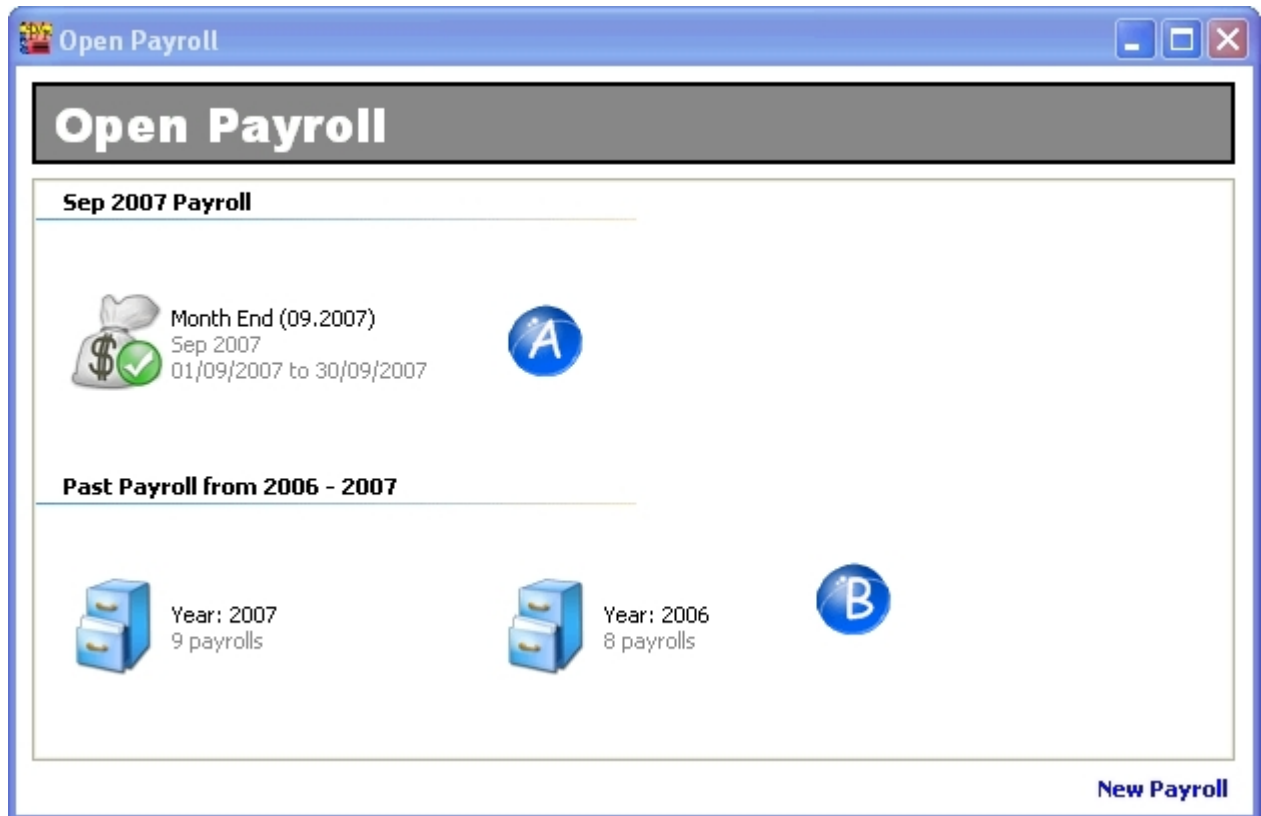 Open Payroll
Open Payroll
Sep 2007 Payroll
Month End (09.2007)
Sep 2007
01/09/2007 to 30/09/2007
A
Past Payroll from 2006 - 2007
Year: 2007
9 payrolls
Year: 2006
8 payrolls
B
New Payroll